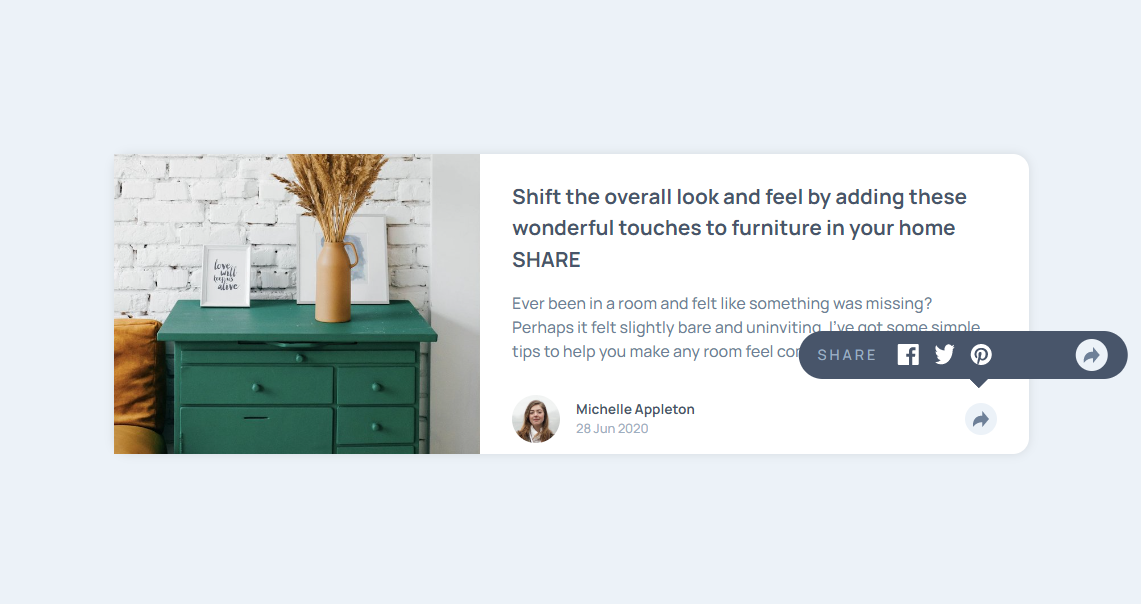 Shift the overall look and feel by adding these
wonderful touches to furniture in your home
SHARE
Ever been in a room and felt like something was missing?
Perhaps it felt slightly bare and uninviting. I've got some simple
tips to help you make any room feel
SHARE
Michelle Appleton
28 Jun 2020
love
will
keep us
alive